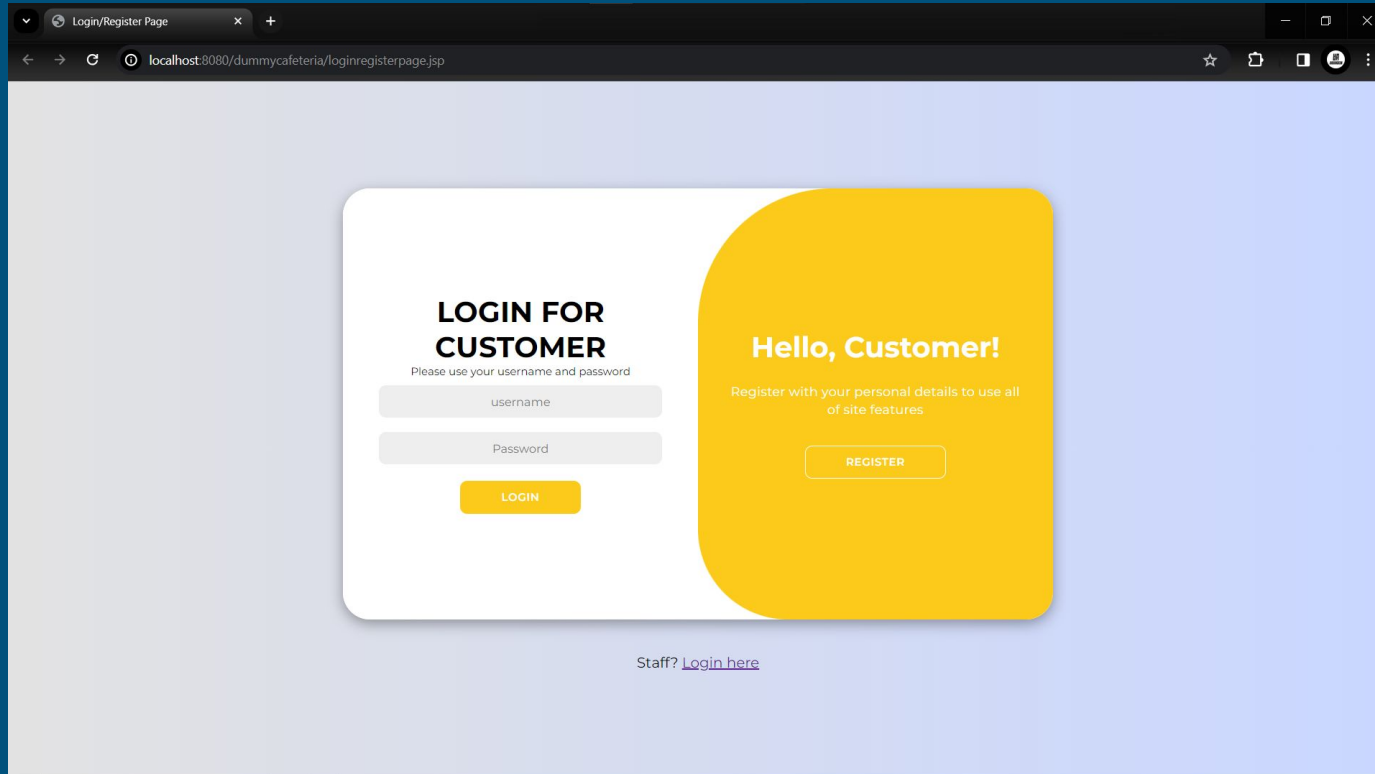 Login/Register Page
localhost:8080/dummycafeteria/loginregisterpage.jsp
LOGIN FOR
CUSTOMER
Please use your username and password
username
Password
LOGIN
Hello, Customer!
Register with your personal details to use all
of site features
REGISTER
Staff? Login here